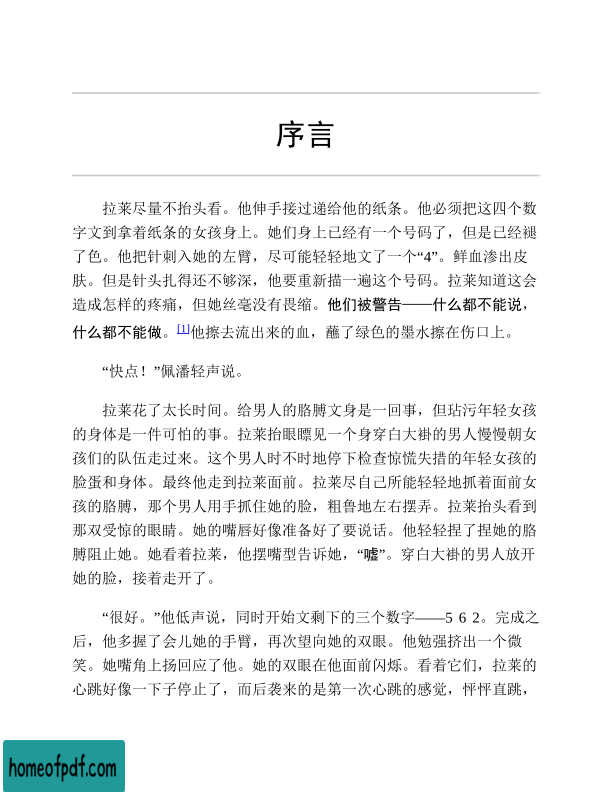 序言
拉莱尽量不抬头看。他伸手接过递给他的纸条。他必须把这四个数
字文到拿着纸条的女孩身上。她们身上已经有一个号码了，但是已经褪
了色。他把针刺入她的左臂，尽可能轻轻地文了一个“4”。鲜血渗出皮
肤。但是针头扎得还不够深，他要重新描一遍这个号码。拉莱知道这会
造成怎样的疼痛，但她丝毫没有畏缩。他们被警告——什么都不能说，
什么都不能做。[1]他擦去流出来的血，蘸了绿色的墨水擦在伤口上。
“快点！”佩潘轻声说。
拉莱花了太长时间。给男人的胳膊文身是一回事，但玷污年轻女孩
的身体是一件可怕的事。拉莱抬眼瞟见一个身穿白大褂的男人慢慢朝女
孩们的队伍走过来。这个男人时不时地停下检查惊慌失措的年轻女孩的
脸蛋和身体。最终他走到拉莱面前。拉莱尽自己所能轻轻地抓着面前女
孩的胳膊，那个男人用手抓住她的脸，粗鲁地左右摆弄。拉莱抬头看到
那双受惊的眼睛。她的嘴唇好像准备好了要说话。他轻轻捏了捏她的胳
膊阻止她。她看着拉莱，他摆嘴型告诉她，“嘘”。穿白大褂的男人放开
她的脸，接着走开了。
“很好。”他低声说，同时开始文剩下的三个数字——5 6 2。完成之
后，他多握了会儿她的手臂，再次望向她的双眼。他勉强挤出一个微
笑。她嘴角上扬回应了他。她的双眼在他面前闪烁。看着它们，拉莱的
心跳好像一下子停止了，而后袭来的是第一次心跳的感觉，怦怦直跳，
homeofpdf.com